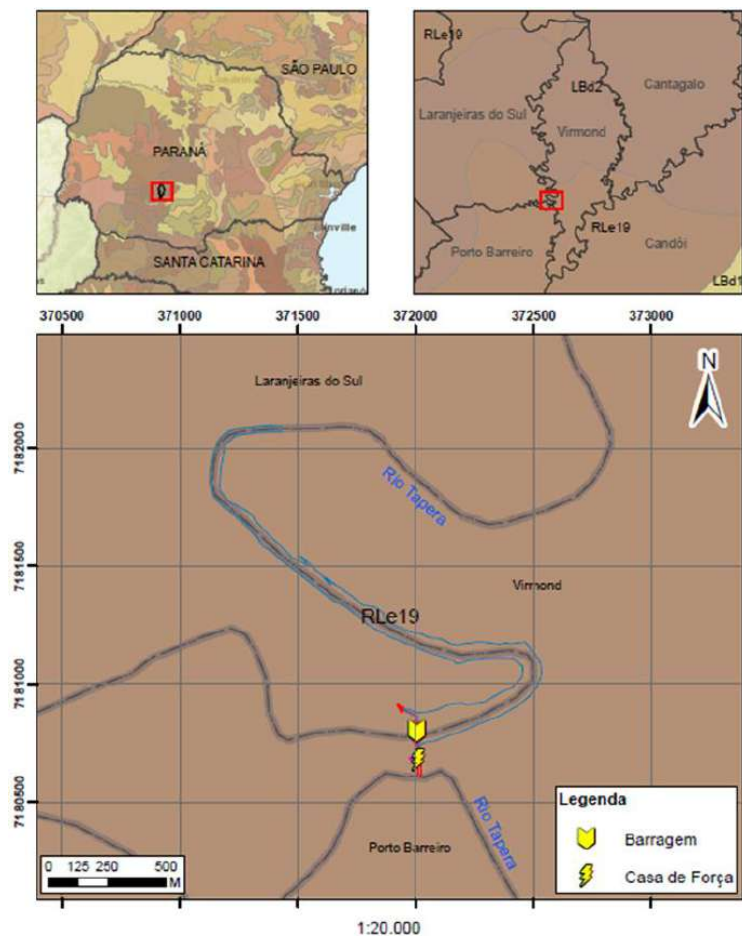 SÃO PAULO
PARANÁ
SANTA CATARINA
RLe19
LBd2
Cantagalo
Laranjeiras do Sul
Virmond
RLe19
Porto Barreiro
Candói
LBd1
370500 371000 371500 372000 372500 373000
Laranjeiras do Sul
N
7182000
Rio Tapera
7181500
Virmond
RLe19
7181000
7180500
Rio Tapera
Porto Barreiro
Legenda
Barragem
Casa de Força
0 125 250 500
M
1:20.000